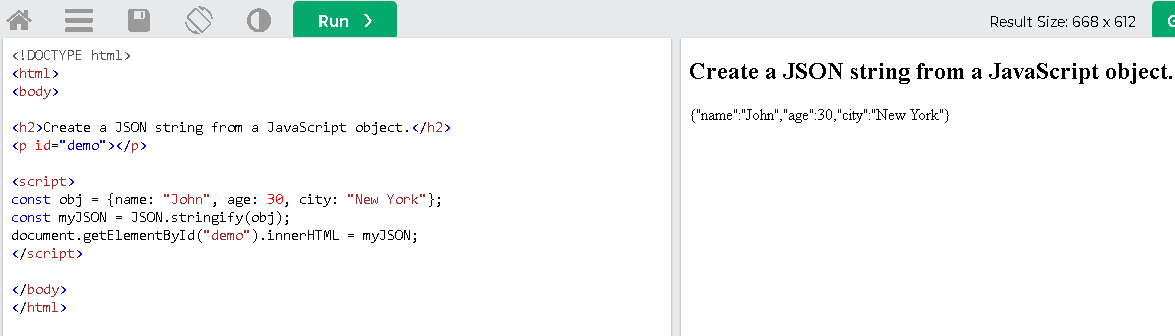 Run ❯
Result Size: 668 x 612
<!DOCTYPE html>
<html>
<body>
<h2>Create a JSON string from a JavaScript object.</h2>
<p id="demo"></p>
<script>
const obj = {name: "John", age: 30, city: "New York"};
const myJSON = JSON.stringify(obj);
document.getElementById("demo").innerHTML = myJSON;
</script>
</body>
</html>
Create a JSON string from a JavaScript object.
{"name":"John","age":30,"city":"New York"}